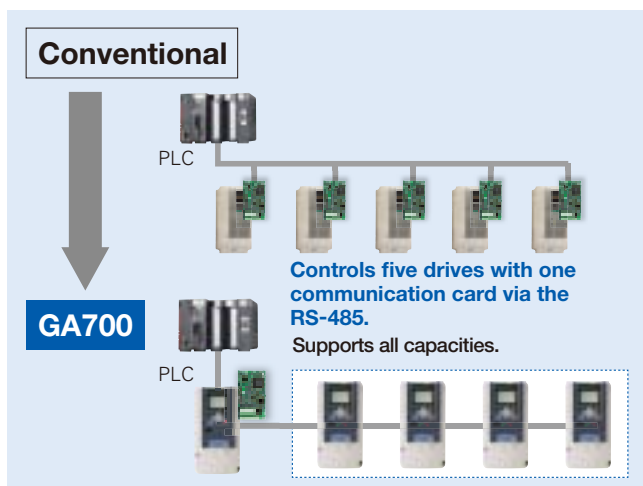 Conventional
PLC
Controls five drives with one
communication card via the
RS-485.
Supports all capacities.
GA700
PLC